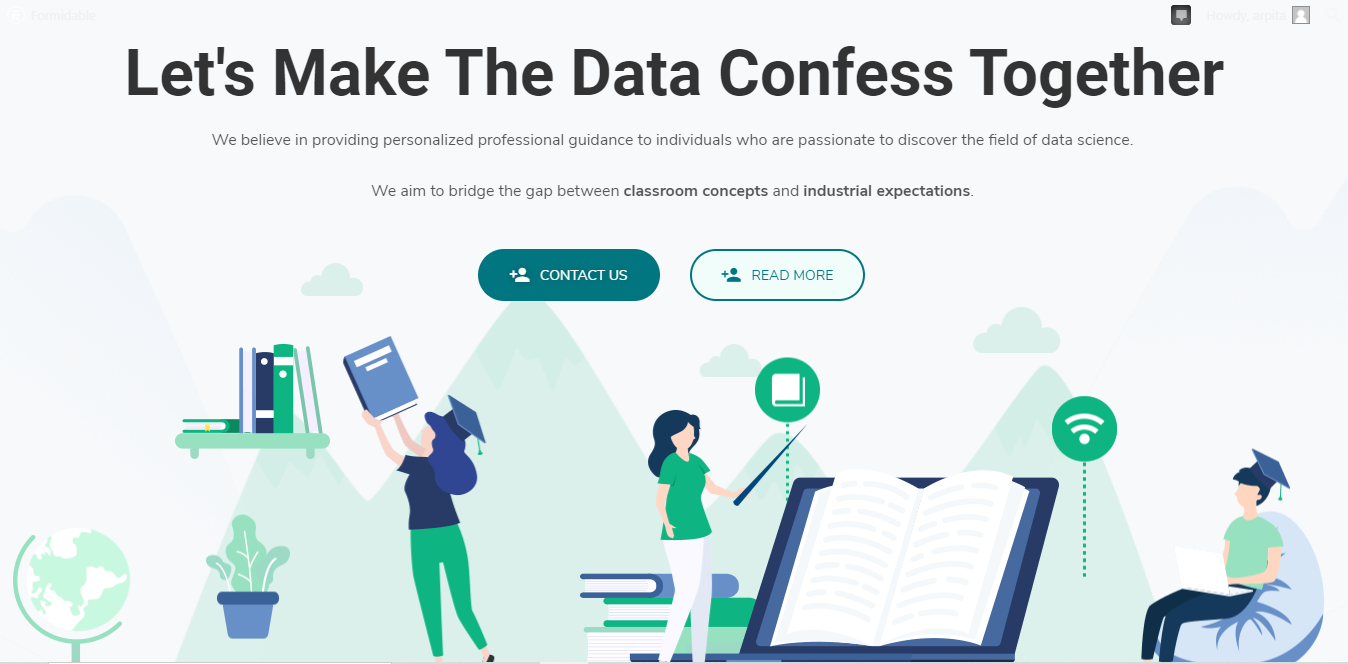 Formidable
Howdy, arpita
Let's Make The Data Confess Together
We believe in providing personalized professional guidance to individuals who are passionate to discover the field of data science.
We aim to bridge the gap between classroom concepts and industrial expectations.
CONTACT US
READ MORE